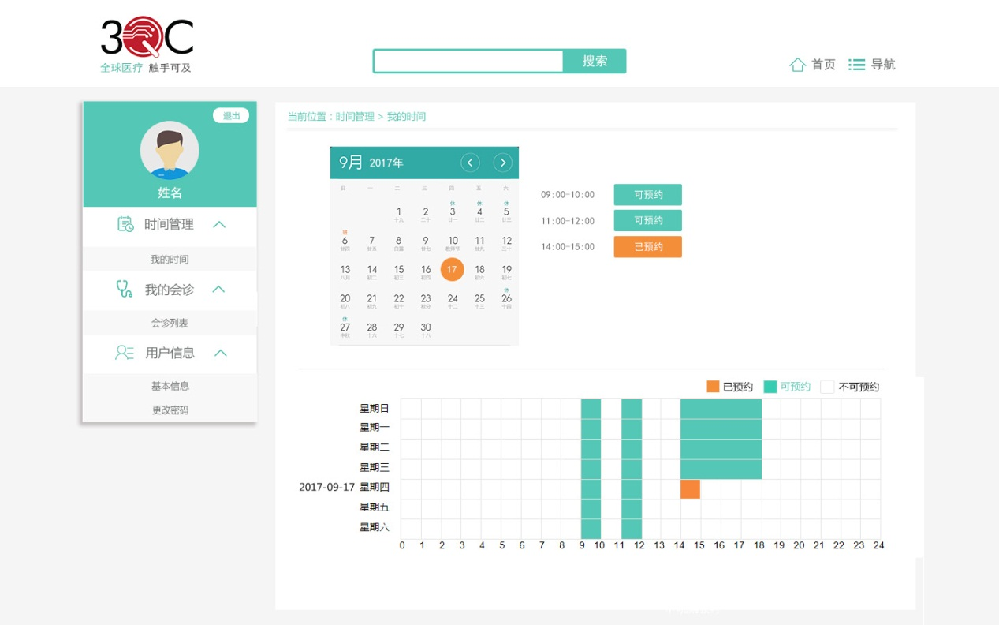 3QC
全球医疗 触手可及
搜索
首页
导航
退出
姓名
时间管理
我的时间
我的会诊
会诊列表
用户信息
基本信息
更改密码
当前位置：时间管理 > 我的时间
9月 2017年
日 一 二 三 四 五 六
休 休 休
1 2 3 4 5
十九 二十 廿一 廿二 廿三
班
6 7 8 9 10 11 12
廿四 廿五 白露 廿七 教师节 廿九 三十
13 14 15 16 17 18 19
八月 初二 初三 初四 初六 初七
休
20 21 22 23 24 25 26
初八 初九 初十 秋分 十二 十三 十四
休
27 28 29 30
中秋 十六 十七 十八
09:00-10:00 可预约
11:00-12:00 可预约
14:00-15:00 已预约
已预约 可预约 不可预约
星期日
星期一
星期二
星期三
2017-09-17 星期四
星期五
星期六
0 1 2 3 4 5 6 7 8 9 10 11 12 13 14 15 16 17 18 19 20 21 22 23 24